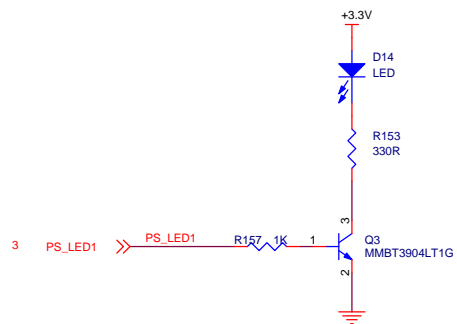 +3.3V
D14
LED
R153
330R
3
3 PS_LED1 PS_LED1 R157 1K 1 Q3
MMBT3904LT1G
2